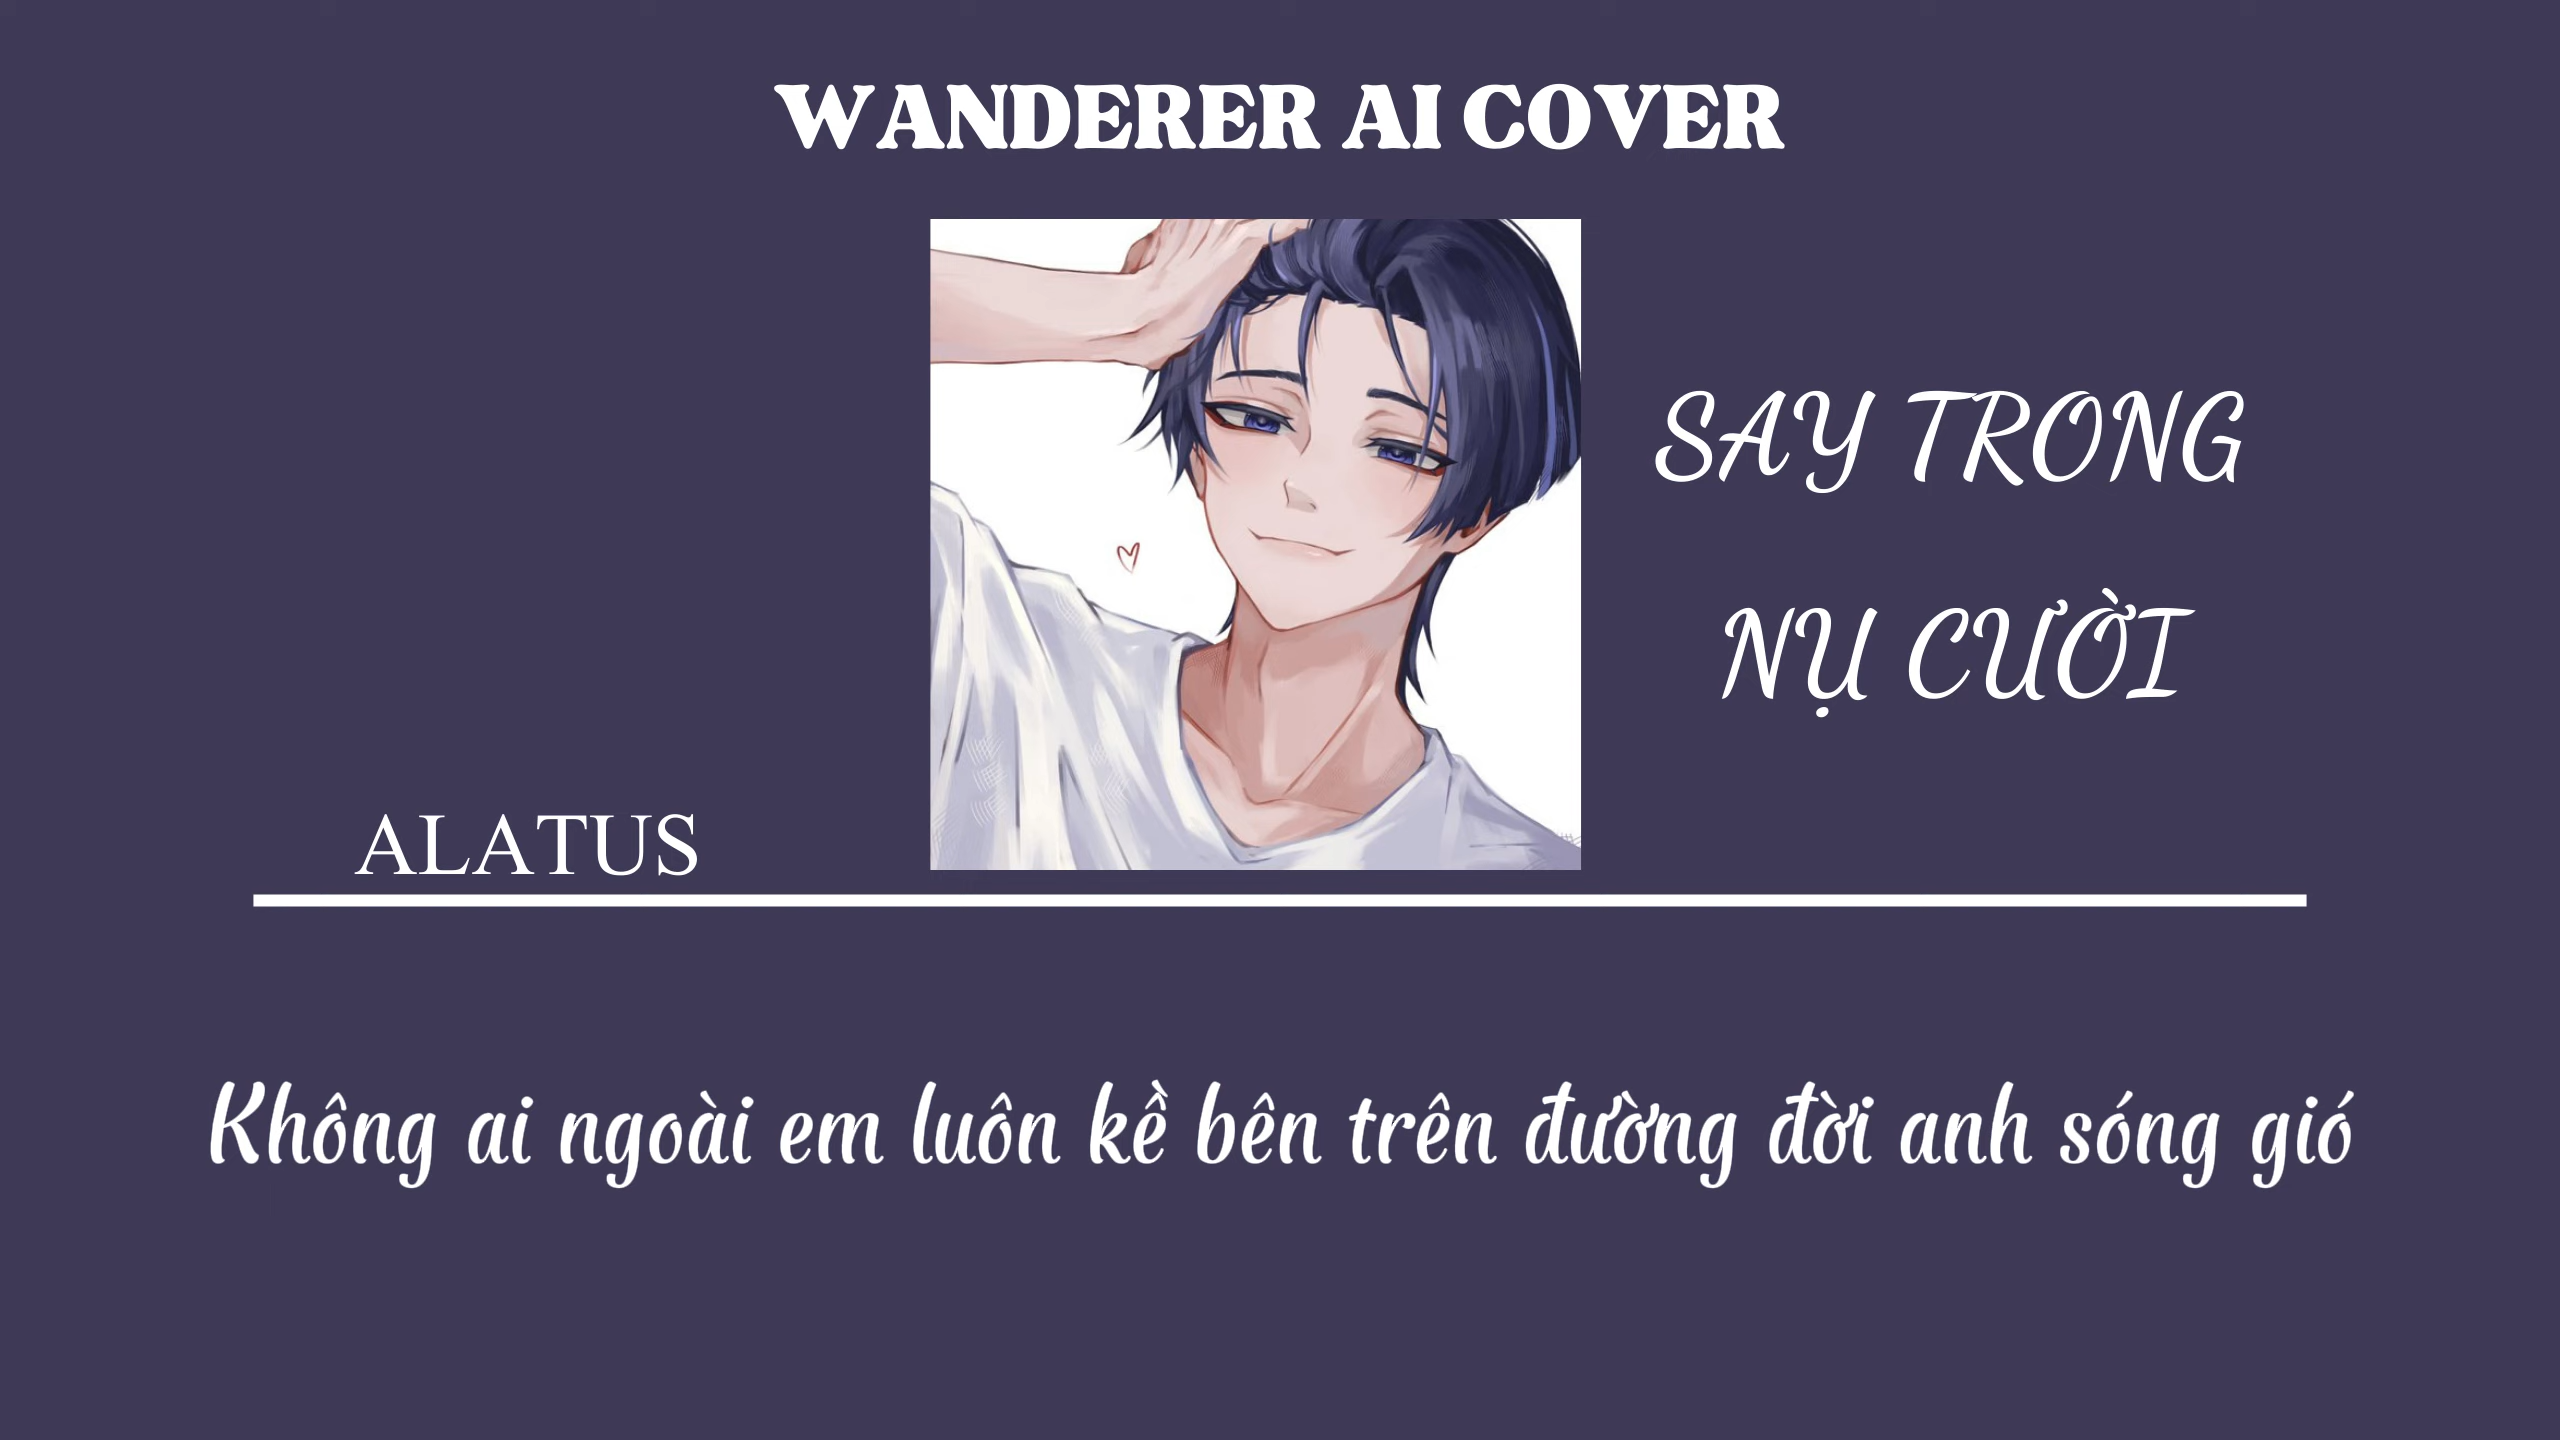 WANDERER AI COVER
SAY TRONG
NỤ CƯỜI
ALATUS
Không ai ngoài em luôn kề bên trên đường đời anh sóng gió